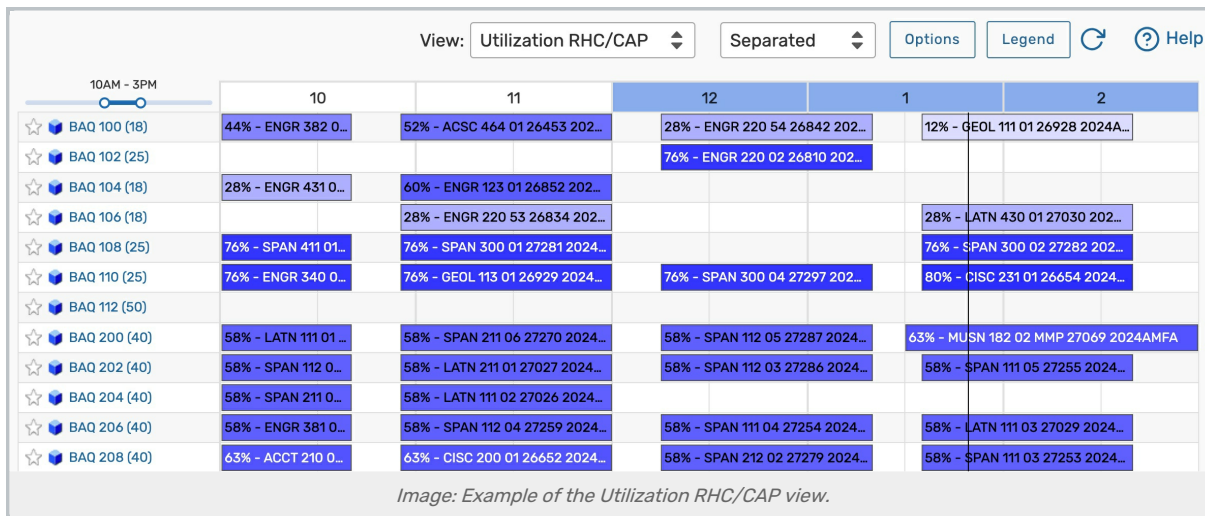 View: Utilization RHC/CAP Separated Options Legend Help
10AM - 3PM
10 11 12 1 2
BAQ 100 (18) 44% - ENGR 382 0... 52% - ACSC 464 01 26453 202... 28% - ENGR 220 54 26842 202... 12% - GEOL 111 01 26928 2024A...
BAQ 102 (25) 76% - ENGR 220 02 26810 202...
BAQ 104 (18) 28% - ENGR 431 0... 60% - ENGR 123 01 26852 202...
BAQ 106 (18) 28% - ENGR 220 53 26834 202... 28% - LATN 430 01 27030 202...
BAQ 108 (25) 76% - SPAN 411 01... 76% - SPAN 300 01 27281 2024... 76% - SPAN 300 02 27282 202...
BAQ 110 (25) 76% - ENGR 340 0... 76% - GEOL 113 01 26929 2024... 76% - SPAN 300 04 27297 202... 80% - CISC 231 01 26654 2024...
BAQ 112 (50)
BAQ 200 (40) 58% - LATN 111 01 ... 58% - SPAN 211 06 27270 2024... 58% - SPAN 112 05 27287 2024... 63% - MUSN 182 02 MMP 27069 2024AMFA
BAQ 202 (40) 58% - SPAN 112 0... 58% - LATN 211 01 27027 2024... 58% - SPAN 112 03 27286 2024... 58% - SPAN 111 05 27255 2024...
BAQ 204 (40) 58% - SPAN 211 0... 58% - LATN 111 02 27026 2024...
BAQ 206 (40) 58% - ENGR 381 0... 58% - SPAN 112 04 27259 2024... 58% - SPAN 111 04 27254 2024... 58% - LATN 111 03 27029 2024...
BAQ 208 (40) 63% - ACCT 210 0... 63% - CISC 200 01 26652 2024... 58% - SPAN 212 02 27279 2024... 58% - SPAN 111 03 27253 2024...
Image: Example of the Utilization RHC/CAP view.